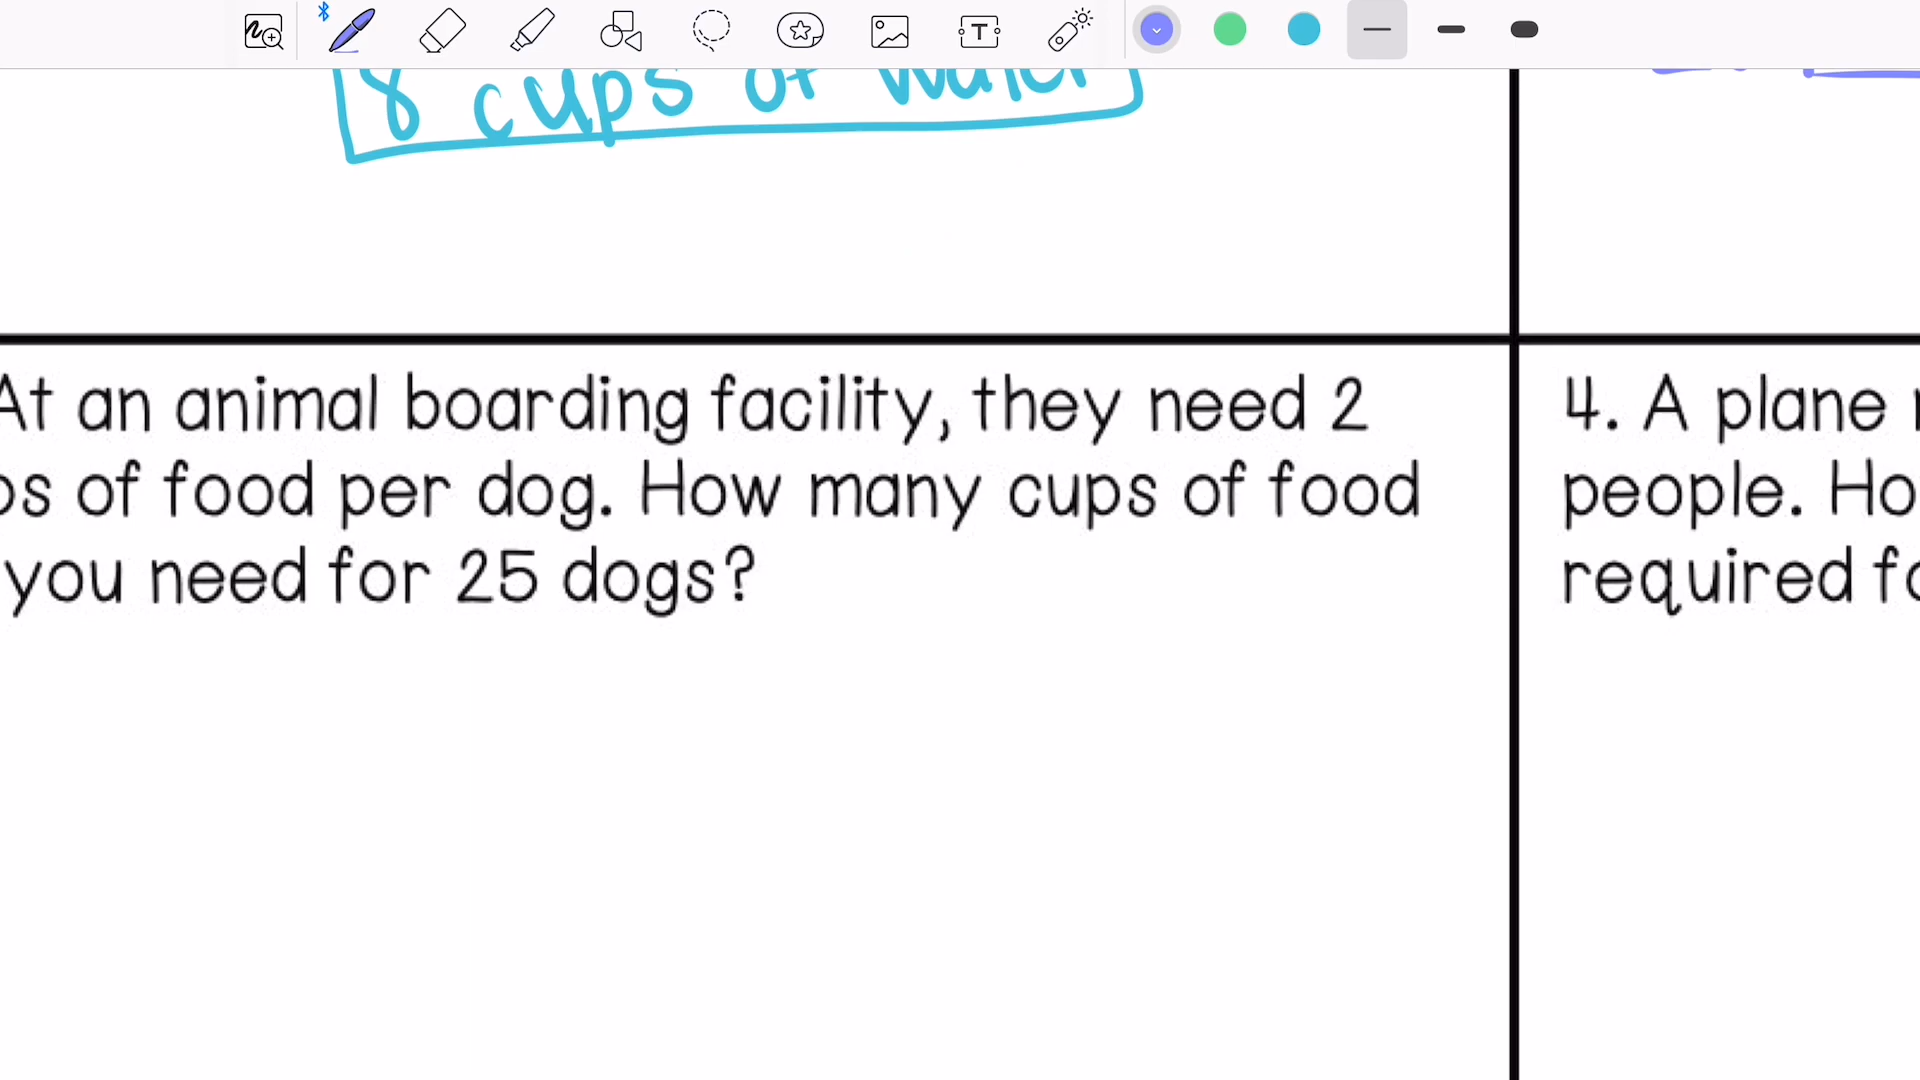 8 cups of water
At an animal boarding facility, they need 2
of food per dog. How many cups of food
you need for 25 dogs?
4. A plane
people.
required